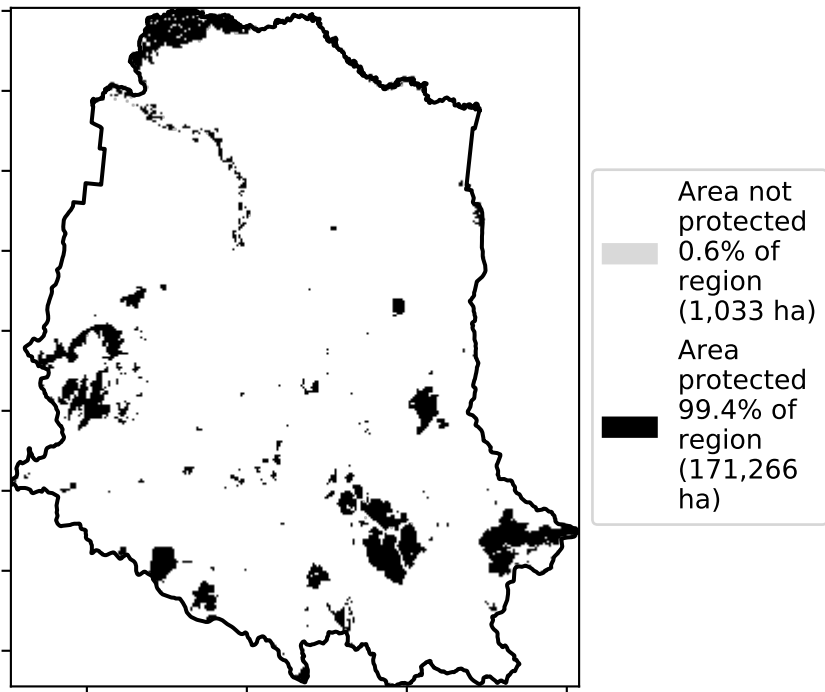 Area not
protected
0.6% of
region
(1,033 ha)
Area
protected
99.4% of
region
(171,266
ha)